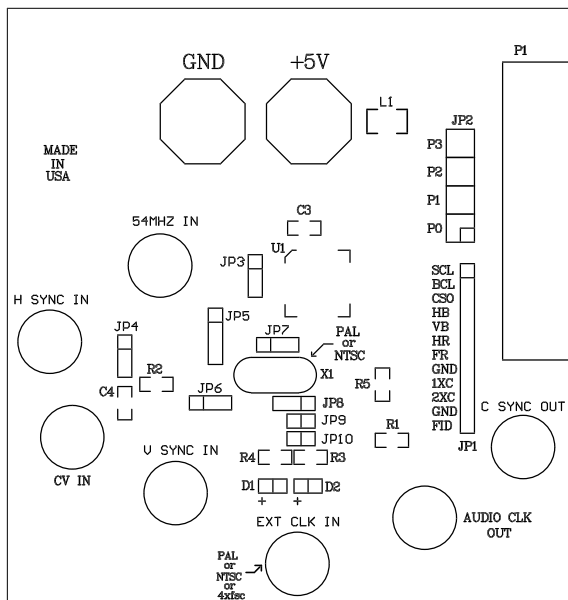 GND
+5V
P1
L1
JP2
P3
P2
P1
P0
MADE
IN
USA
C3
54MHZ IN
U1
JP3
SCL
BCL
CSO
HB
VB
HR
FR
GND
1XC
2XC
GND
FID
JP1
H SYNC IN
JP4
JP5
JP7
PAL
or
NTSC
X1
R2
R5
C4
JP6
JP8
JP9
JP10
R1
C SYNC OUT
CV IN
V SYNC IN
R4
R3
D1
D2
+
+
EXT CLK IN
AUDIO CLK
OUT
PAL
or
NTSC
or
4xfsc